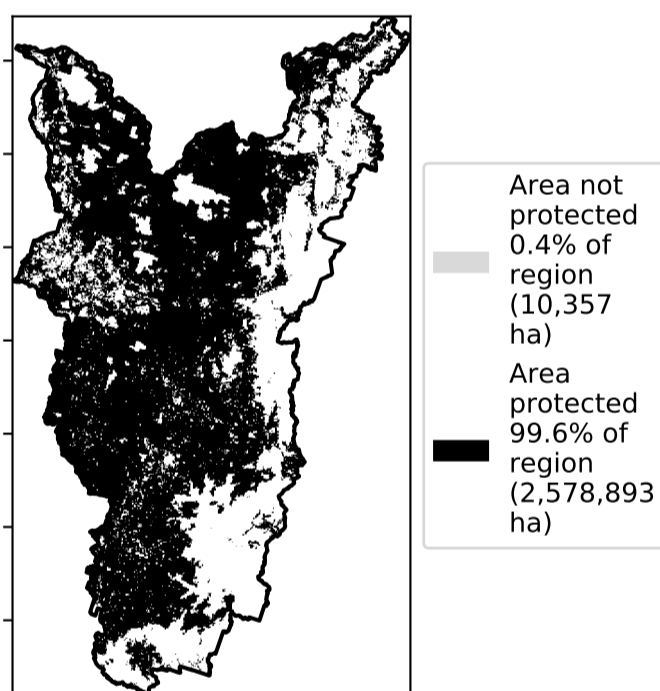 Area not
protected
0.4% of
region
(10,357
ha)
Area
protected
99.6% of
region
(2,578,893
ha)